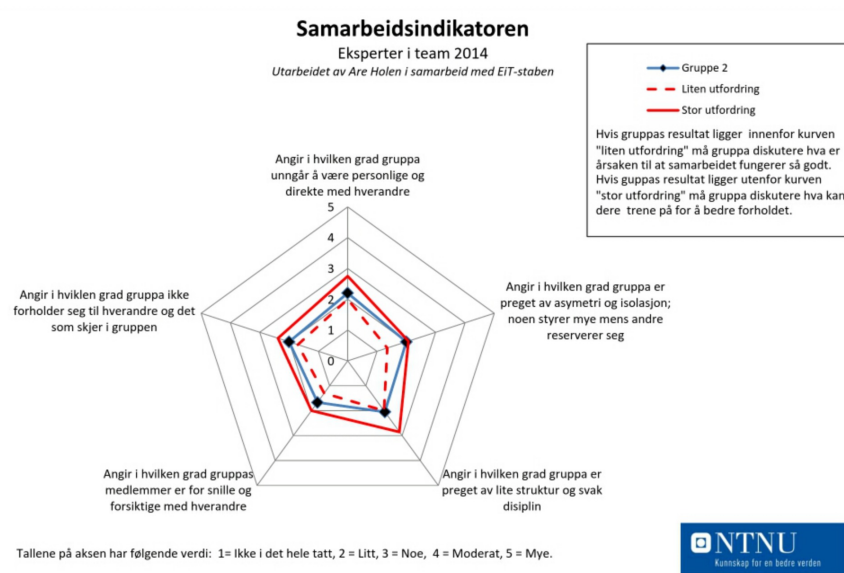 Samarbeidsindikatoren
Eksperter i team 2014
Utarbeidet av Are Holen i samarbeid med EiT-staben
Gruppe 2
Liten utfordring
Stor utfordring
Hvis gruppas resultat ligger innenfor kurven
"liten utfordring" må gruppa diskutere hva er
årsaken til at samarbeidet fungerer så godt.
Hvis guppas resultat ligger utenfor kurven
"stor utfordring" må gruppa diskutere hva kan
dere trene på for å bedre forholdet.
Angir i hvilken grad gruppa
unngår å være personlige og
direkte med hverandre
5
4
3
2
1
0
Angir i hvilken grad gruppa er
preget av asymetri og isolasjon;
noen styrer mye mens andre
reserverer seg
Angir i hviklen grad gruppa ikke
forholder seg til hverandre og det
som skjer i gruppen
Angir i hvilken grad gruppas
medlemmer er for snille og
forsiktige med hverandre
Angir i hvilken grad gruppa er
preget av lite struktur og svak
disiplin
Tallene på aksen har følgende verdi: 1= Ikke i det hele tatt, 2 = Litt, 3 = Noe, 4 = Moderat, 5 = Mye.
NTNU
Kunnskap for en bedre verden